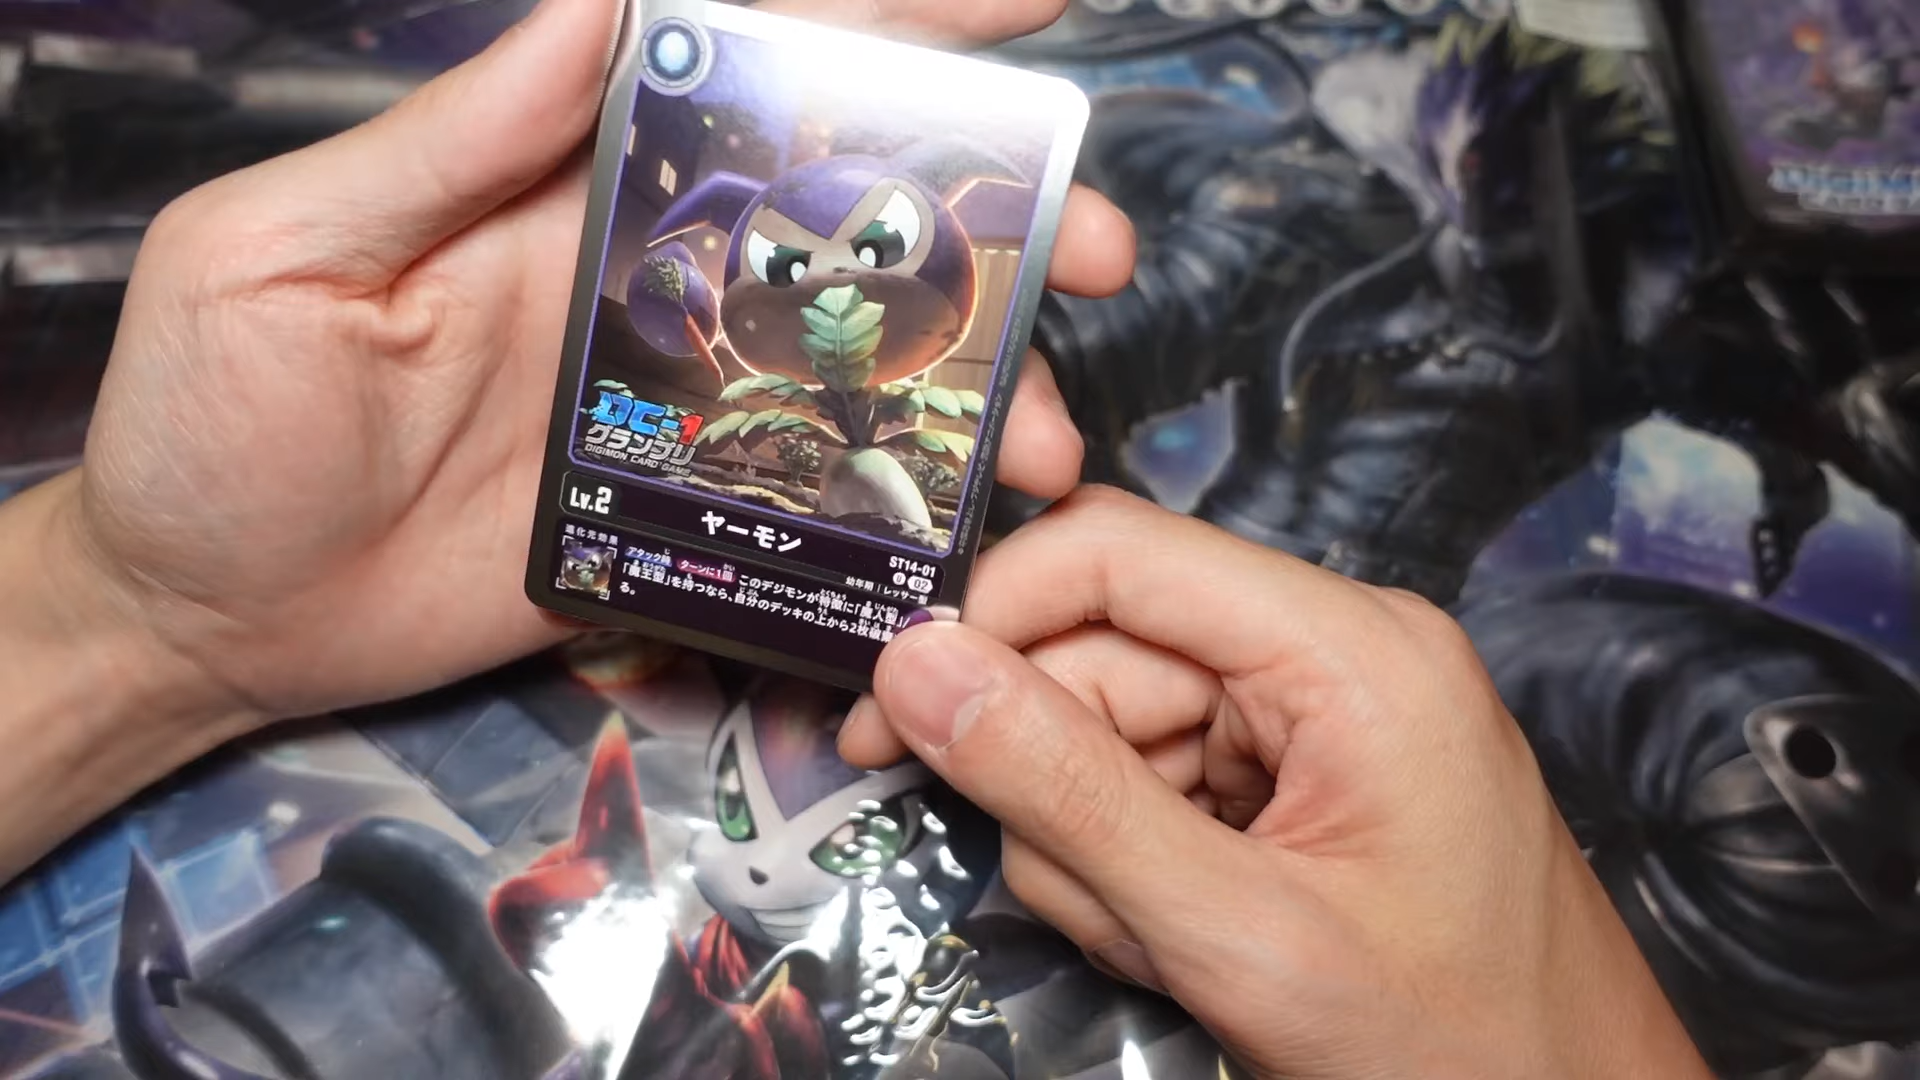 DC-1
グランプリ
DIGIMON CARD GAME
Lv.2
ヤーモン
ST14-01
U 02
幼年期 | レッサー型
進化元効果
アタック時 ターンに1回 このデジモンが特徴に「魔人型」/
「魔王型」を持つなら、自分のデッキの上から2枚破棄
る。